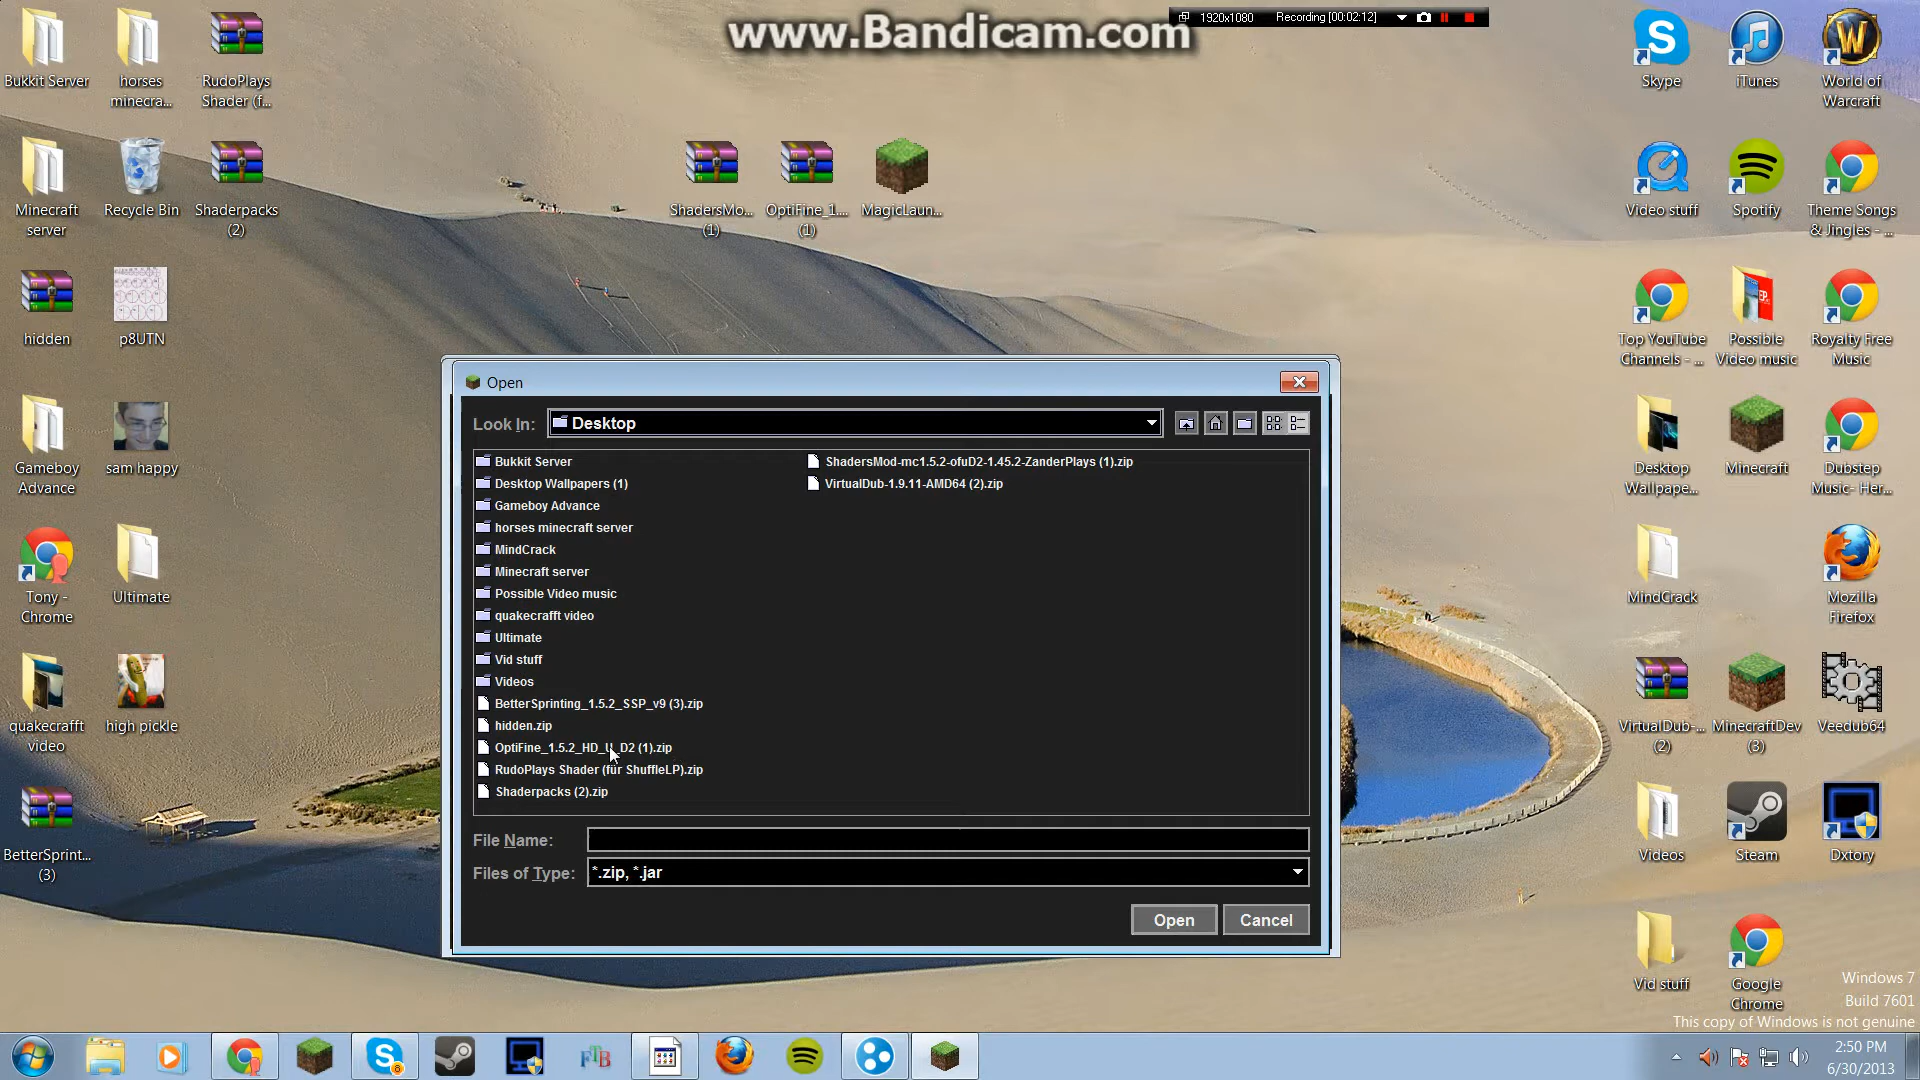 www.Bandicam.com
1920x1080 Recording [00:02:12]
Bukkit Server
horses
minecra...
RudoPlays
Shader (f...
Skype
iTunes
World of
Warcraft
Minecraft
server
Recycle Bin
Shaderpacks
(2)
ShadersMo...
(1)
OptiFine_1....
(1)
MagicLaun...
Video stuff
Spotify
Theme Songs
& Jingles - ...
hidden
p8UTN
Top YouTube
Channels - ...
Possible
Video music
Royalty Free
Music
Gameboy
Advance
sam happy
Desktop
Wallpape...
Minecraft
Dubstep
Music- Her...
Tony -
Chrome
Ultimate
MindCrack
Mozilla
Firefox
quakecrafft
video
high pickle
VirtualDub-...
(2)
MinecraftDev
(3)
Veedub64
BetterSprint...
(3)
Videos
Steam
Dxtory
Vid stuff
Google
Chrome
Open
Look In: Desktop
Bukkit Server
Desktop Wallpapers (1)
Gameboy Advance
horses minecraft server
MindCrack
Minecraft server
Possible Video music
quakecrafft video
Ultimate
Vid stuff
Videos
BetterSprinting_1.5.2_SSP_v9 (3).zip
hidden.zip
OptiFine_1.5.2_HD_U_D2 (1).zip
RudoPlays Shader (für ShuffleLP).zip
Shaderpacks (2).zip
ShadersMod-mc1.5.2-ofuD2-1.45.2-ZanderPlays (1).zip
VirtualDub-1.9.11-AMD64 (2).zip
File Name:
Files of Type: *.zip, *.jar
Open Cancel
Windows 7
Build 7601
This copy of Windows is not genuine
FTB
2:50 PM
6/30/2013